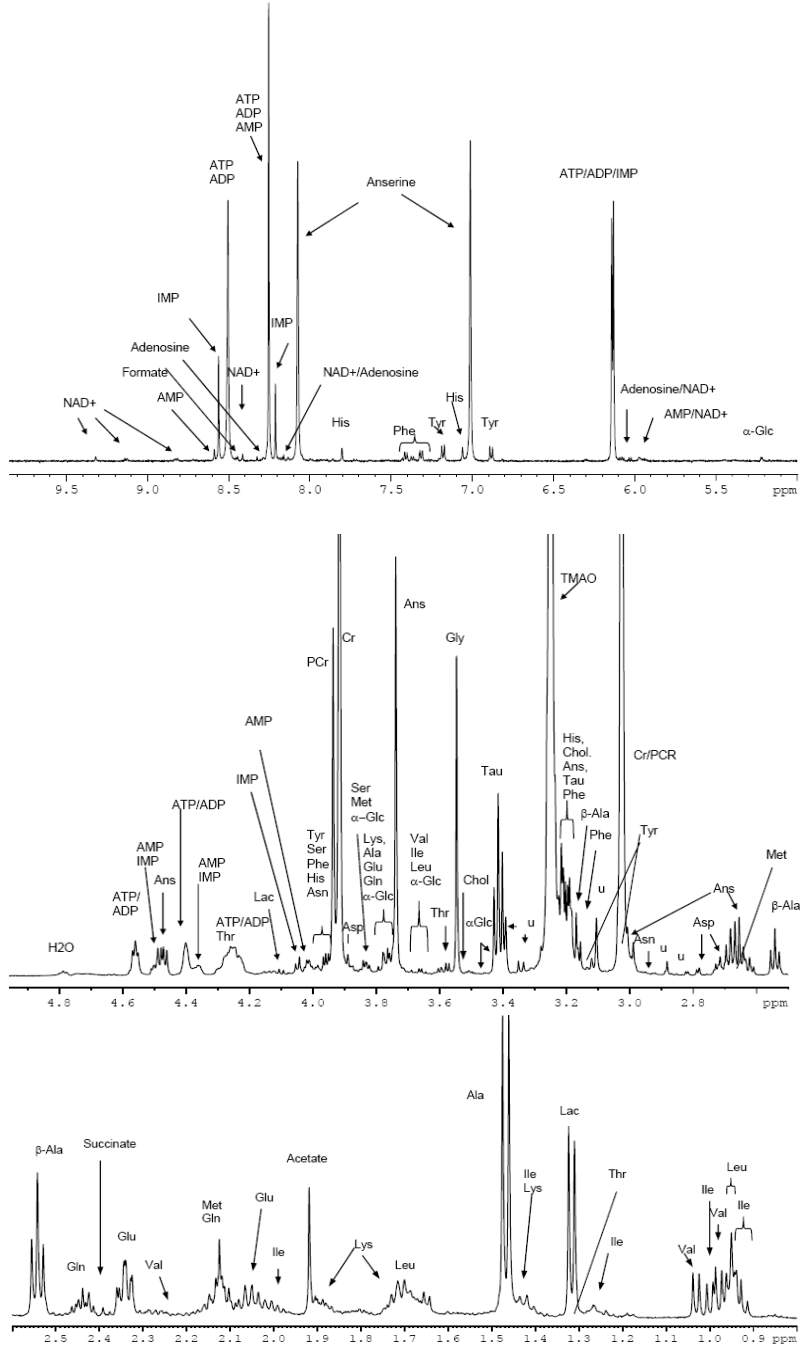 ATP
ADP
AMP
ATP
ADP
Anserine
ATP/ADP/IMP
IMP
IMP
Adenosine
Formate
NAD+
NAD+/Adenosine
NAD+
AMP
His
Phe
Tyr
His
Tyr
Adenosine/NAD+
AMP/NAD+
α-Glc
9.5 9.0 8.5 8.0 7.5 7.0 6.5 6.0 5.5 ppm
TMAO
Cr
Ans
PCr
Gly
AMP
IMP
ATP/ADP
Tau
His,
Chol.
Ans,
Tau
Phe
Cr/PCR
β-Ala
Phe
Tyr
Ser
Met
α–Glc
Tyr
Ser
Phe
His
Asn
Lys,
Ala
Glu
Gln
α-Glc
Val
Ile
Leu
α-Glc
AMP
IMP
Ans
AMP
IMP
ATP/
ADP
Lac
ATP/ADP
Thr
Asp
Thr
Chol
αGlc
u
u
Asn
u
u
Asp
Ans
Met
β-Ala
H2O
4.8 4.6 4.4 4.2 4.0 3.8 3.6 3.4 3.2 3.0 2.8 ppm
β-Ala
Succinate
Gln
Glu
Val
Met
Gln
Glu
Ile
Acetate
Lys
Leu
Ala
Ile
Lys
Lac
Thr
Ile
Val
Ile
Val
Leu
Ile
2.5 2.4 2.3 2.2 2.1 2.0 1.9 1.8 1.7 1.6 1.5 1.4 1.3 1.2 1.1 1.0 0.9 ppm